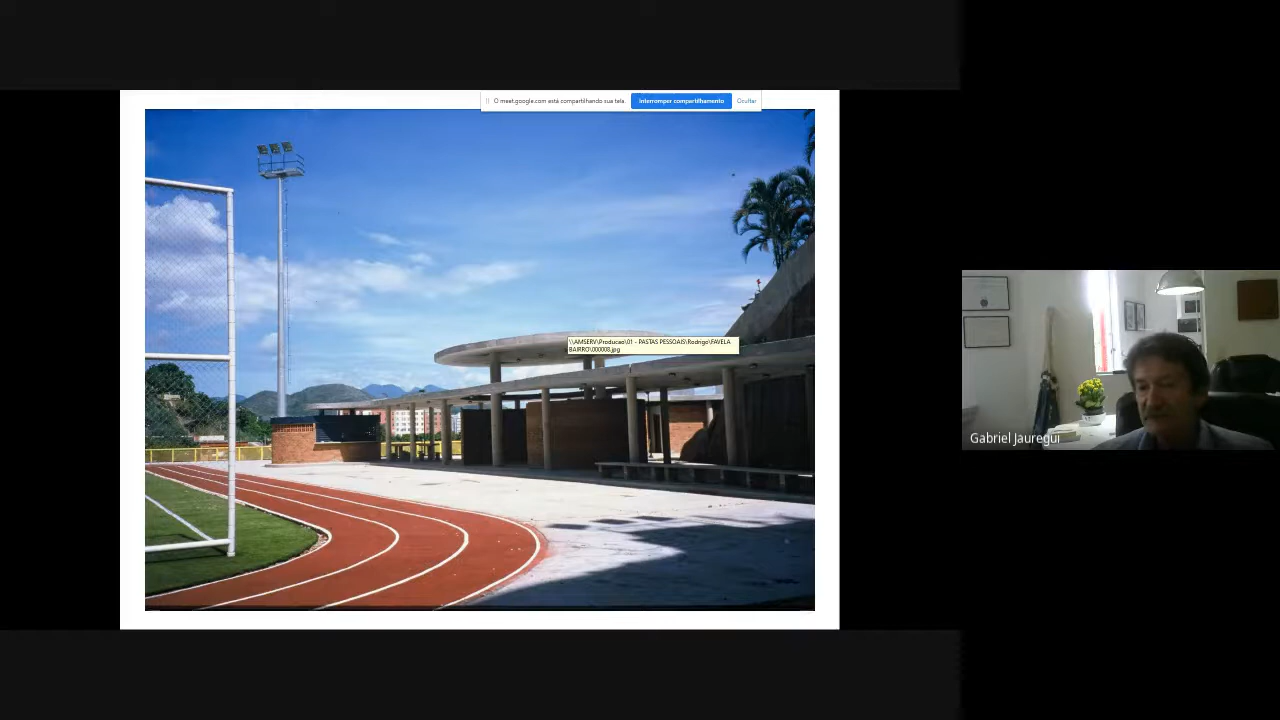 O meet.google.com está compartilhando sua tela.
Interromper compartilhamento
Ocultar
\\AMSERV\Producao\01 - PASTAS PESSOAIS\Rodrigo\FAVELA
BAIRRO\000008.jpg
Gabriel Jauregui